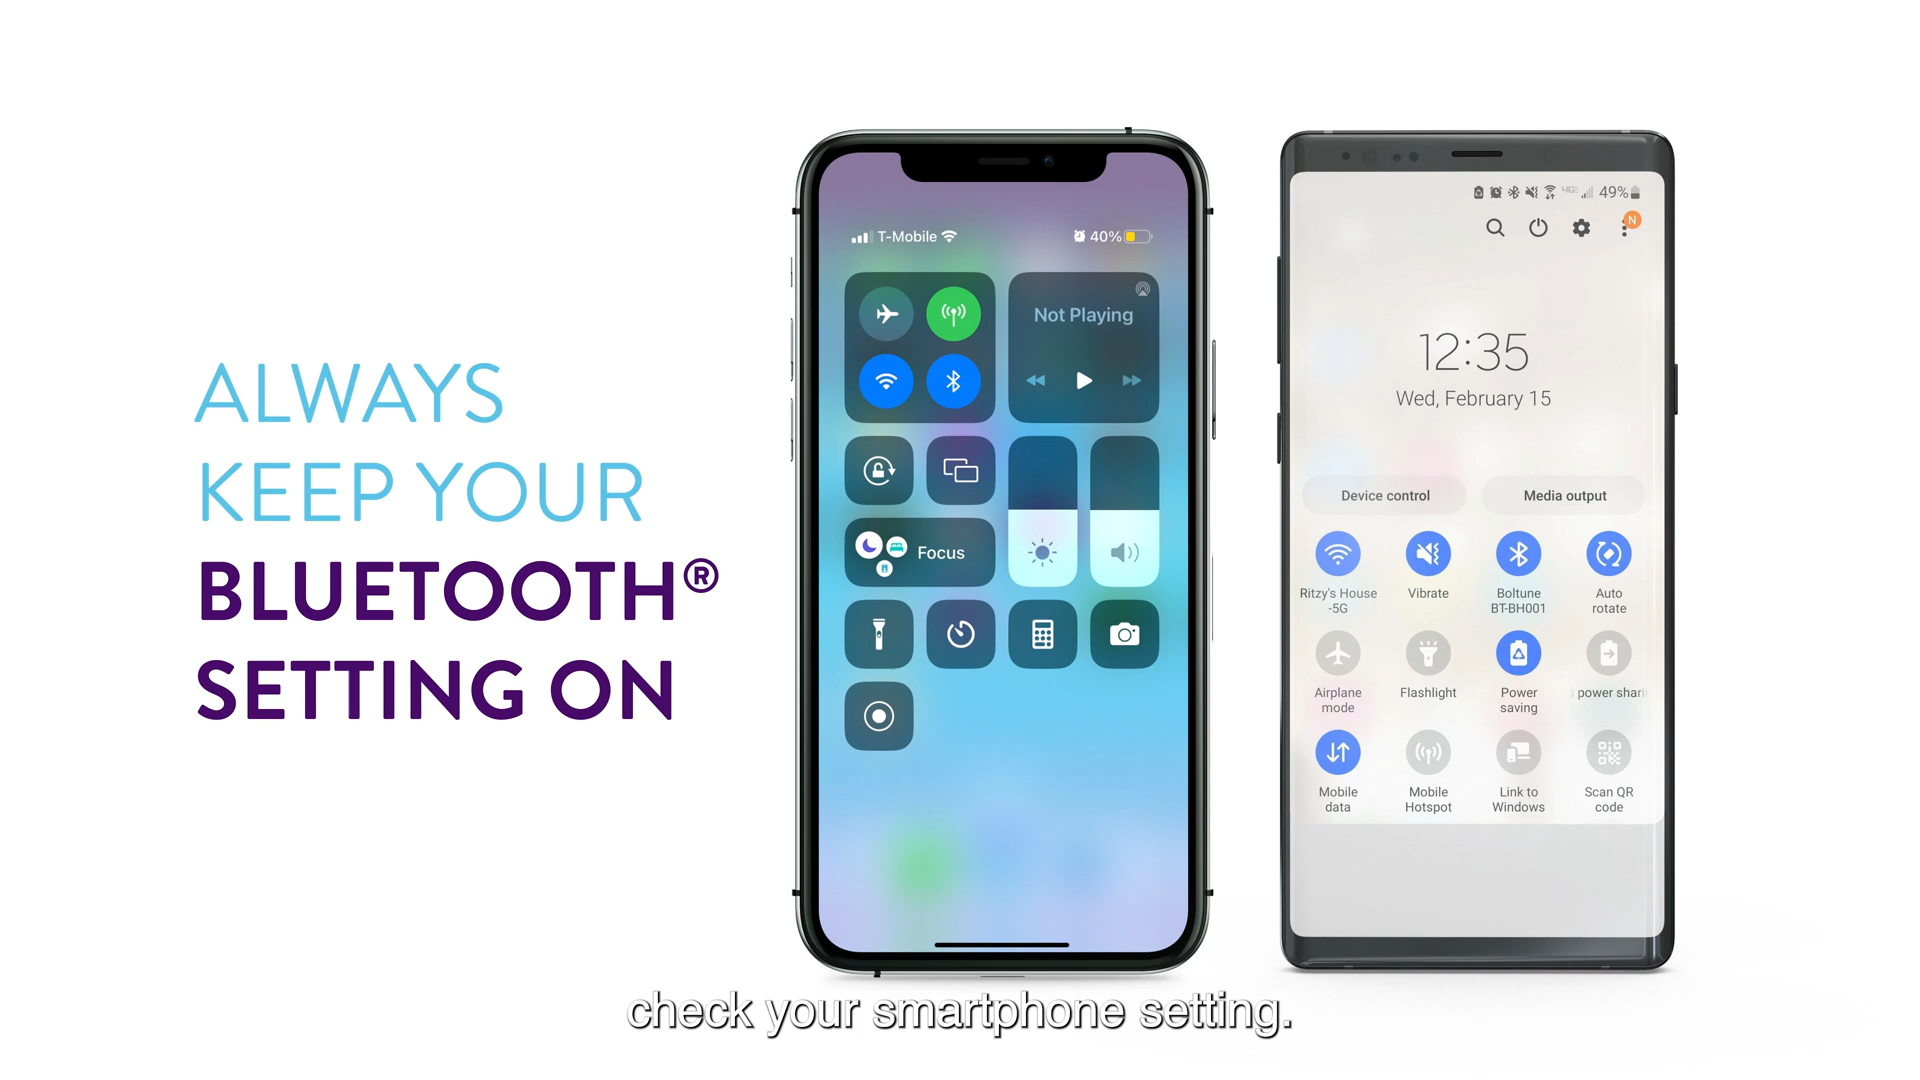 ALWAYS
KEEP YOUR
BLUETOOTH®
SETTING ON
T-Mobile
40%
Not Playing
Focus
49%
N
12:35
Wed, February 15
Device control
Media output
Ritzy's House
-5G
Vibrate
Boltune
BT-BH001
Auto
rotate
Airplane
mode
Flashlight
Power
saving
power shari
Mobile
data
Mobile
Hotspot
Link to
Windows
Scan QR
code
check your smartphone setting.